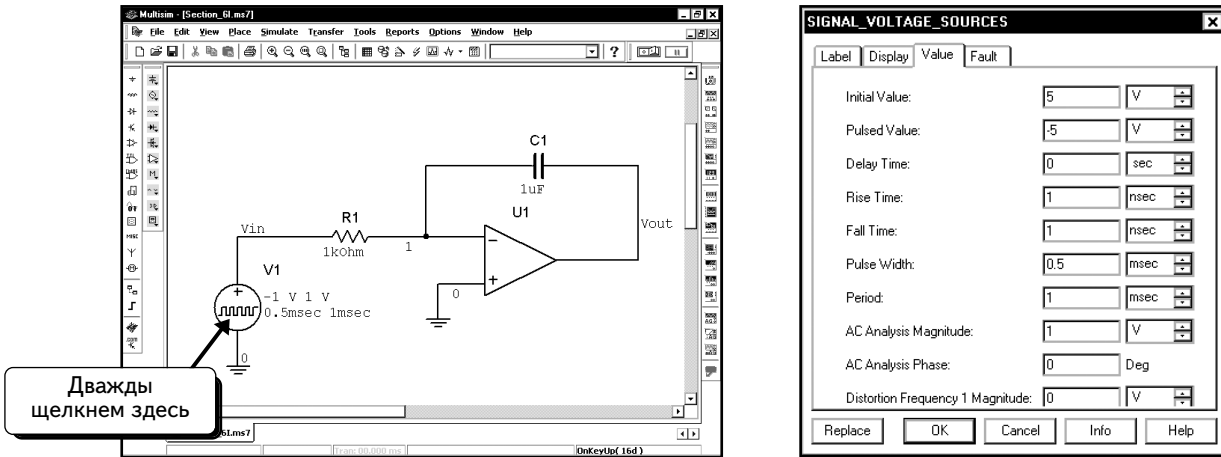 Multisim - [Section_6I.ms7]
File Edit View Place Simulate Transfer Tools Reports Options Window Help
C1
1uF
U1
R1
Vin
Vout
1kOhm
1
V1
-1 V 1 V
0.5msec 1msec
0
0
Дважды
щелкнем здесь
6I.ms7
Tran: 00.000 ms
OnKeyUp( 16d )
SIGNAL_VOLTAGE_SOURCES
Label Display Value Fault
Initial Value: 5 V
Pulsed Value: -5 V
Delay Time: 0 sec
Rise Time: 1 nsec
Fall Time: 1 nsec
Pulse Width: 0.5 msec
Period: 1 msec
AC Analysis Magnitude: 1 V
AC Analysis Phase: 0 Deg
Distortion Frequency 1 Magnitude: 0 V
Replace OK Cancel Info Help